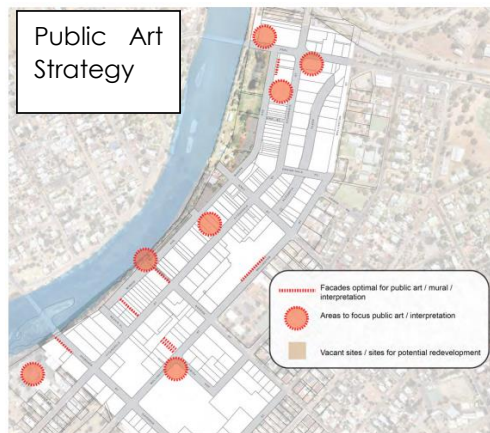 Public Art
Strategy
Facades optimal for public art / mural /
interpretation
Areas to focus public art / interpretation
Vacant sites / sites for potential redevelopment